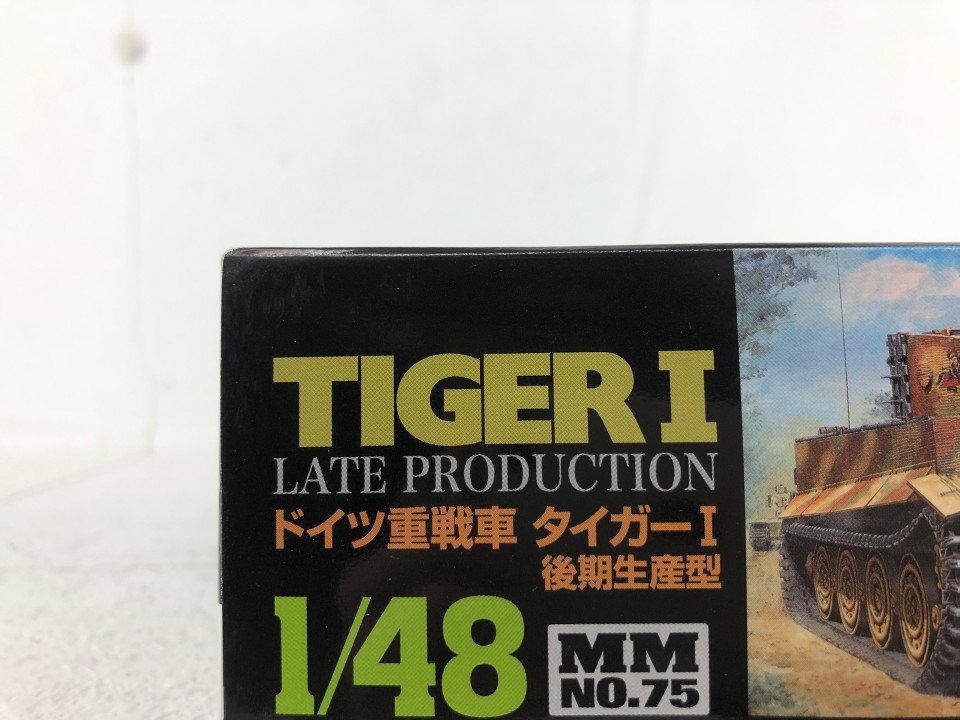 TIGER I
LATE PRODUCTION
ドイツ重戦車 タイガーI
後期生産型
1/48
MM
NO.75